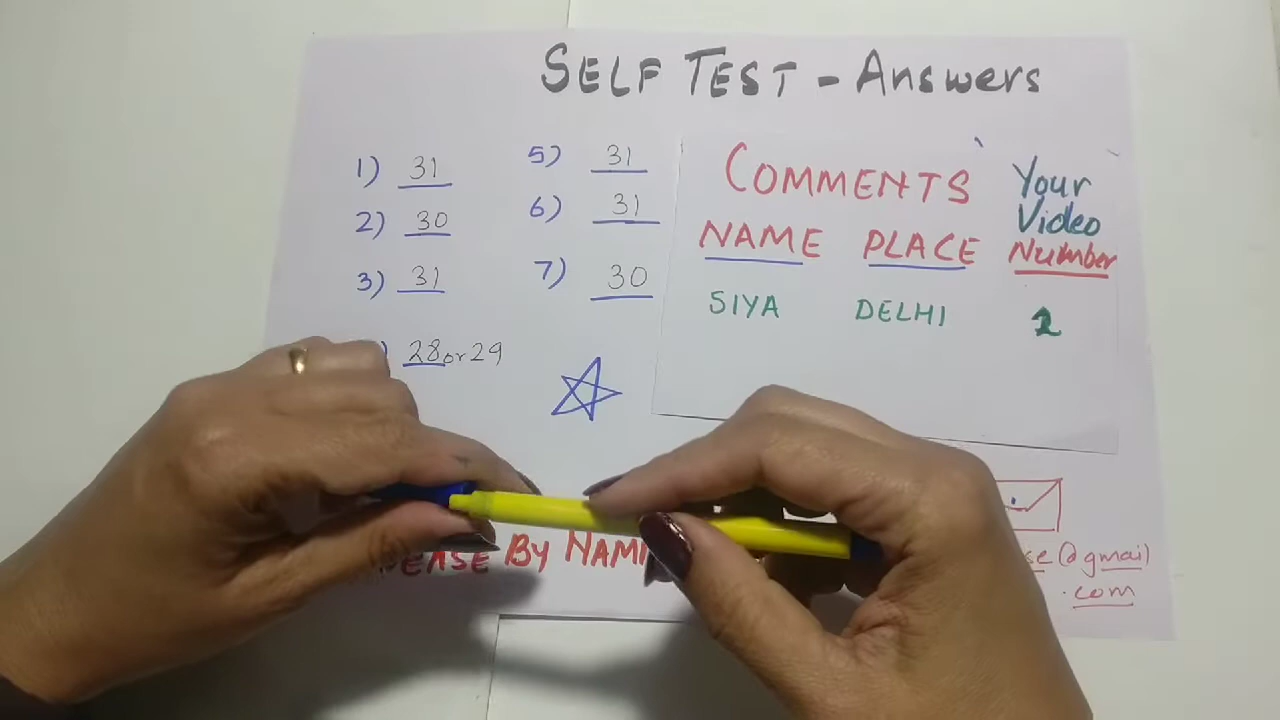 SELF TEST - Answers
1) 31
2) 30
3) 31
) 28 or 29
5) 31
6) 31
7) 30
COMMENTS
NAME PLACE Your Video Number
SIYA DELHI 2
BY
@gmail
.com